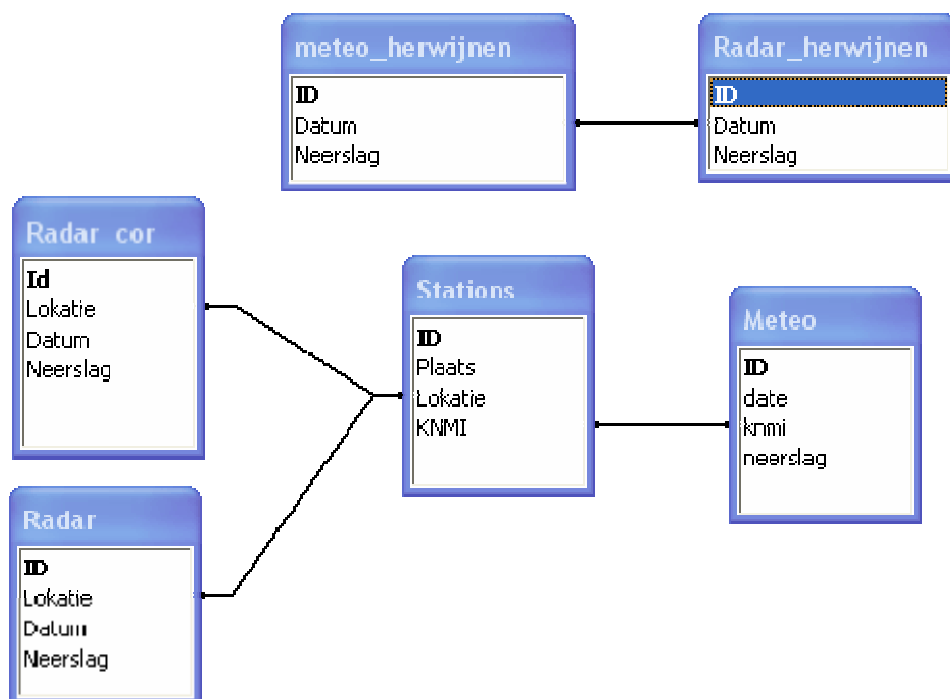 meteo_herwijnen
ID
Datum
Neerslag
Radar_herwijnen
ID
Datum
Neerslag
Radar cor
Id
Lokatie
Datum
Neerslag
Stations
ID
Plaats
Lokatie
KNMI
Meteo
ID
date
knmi
neerslag
Radar
ID
Lokatie
Datum
Neerslag